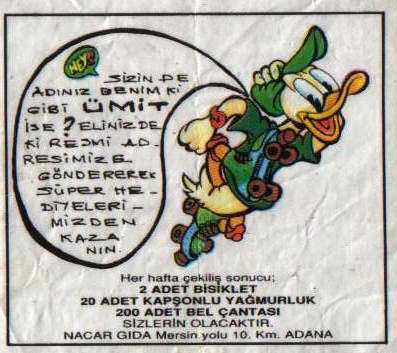 HEY!
SİZİN DE
ADINIZ BENİM Kİ
GİBİ ÜMİT
İSE ? ELİNİZDE
Kİ RESMİ AD_
RESİMİZE
GÖNDEREREK
SÜPER HE_
DİYELERİ_
MİZDEN
KAZA
NIN.
Her hafta çekiliş sonucu;
2 ADET BİSİKLET
20 ADET KAPŞONLU YAĞMURLUK
200 ADET BEL ÇANTASI
SİZLERİN OLACAKTIR.
NACAR GIDA Mersin yolu 10. Km. ADANA